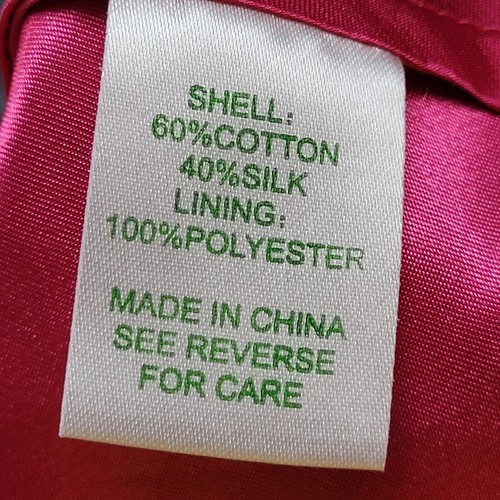 SHELL:
60%COTTON
40%SILK
LINING:
100%POLYESTER
MADE IN CHINA
SEE REVERSE
FOR CARE